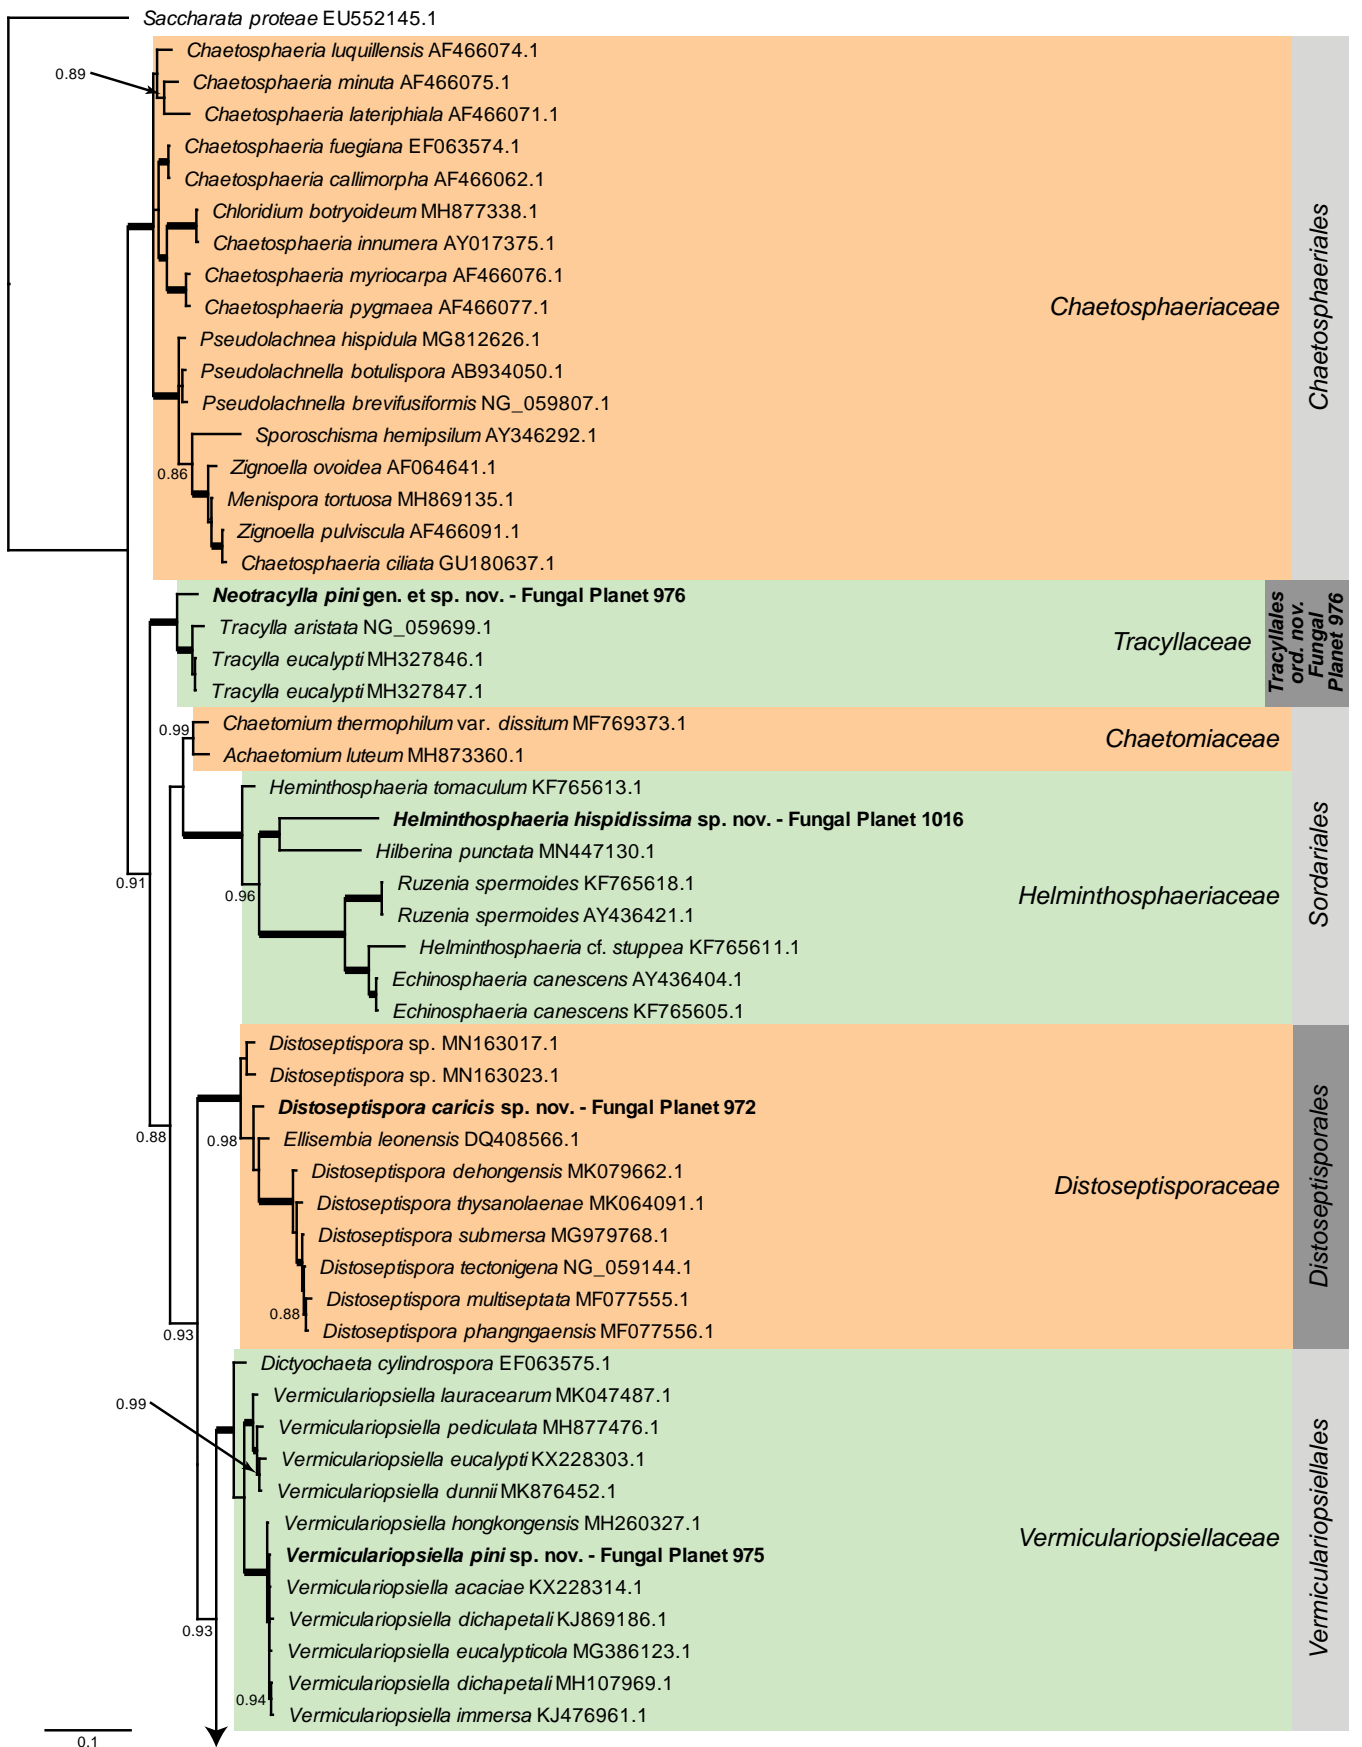 Saccharata proteae EU552145.1
Chaetosphaeria luquillensis AF466074.1
0.89
Chaetosphaeria minuta AF466075.1
Chaetosphaeria lateriphiala AF466071.1
Chaetosphaeria fuegiana EF063574.1
Chaetosphaeria callimorpha AF466062.1
Chloridium botryoideum MH877338.1
Chaetosphaeria innumera AY017375.1
Chaetosphaeria myriocarpa AF466076.1
Chaetosphaeria pygmaea AF466077.1
Chaetosphaeriaceae
Chaetosphaeriales
Pseudolachnea hispidula MG812626.1
Pseudolachnella botulispora AB934050.1
Pseudolachnella brevifusiformis NG_059807.1
Sporoschisma hemipsilum AY346292.1
0.86
Zignoella ovoidea AF064641.1
Menispora tortuosa MH869135.1
Zignoella pulviscula AF466091.1
Chaetosphaeria ciliata GU180637.1
Neotracylla pini gen. et sp. nov. - Fungal Planet 976
Tracylla aristata NG_059699.1
Tracyllaceae
Tracyllales
ord. nov.
Fungal
Planet 976
Tracylla eucalypti MH327846.1
Tracylla eucalypti MH327847.1
0.99
Chaetomium thermophilum var. dissitum MF769373.1
Chaetomiaceae
Achaetomium luteum MH873360.1
Heminthosphaeria tomaculum KF765613.1
Helminthosphaeria hispidissima sp. nov. - Fungal Planet 1016
Hilberina punctata MN447130.1
0.91
0.96
Ruzenia spermoides KF765618.1
Helminthosphaeriaceae
Sordariales
Ruzenia spermoides AY436421.1
Helminthosphaeria cf. stuppea KF765611.1
Echinosphaeria canescens AY436404.1
Echinosphaeria canescens KF765605.1
Distoseptispora sp. MN163017.1
Distoseptispora sp. MN163023.1
Distoseptispora caricis sp. nov. - Fungal Planet 972
0.88
0.98
Ellisembia leonensis DQ408566.1
Distoseptispora dehongensis MK079662.1
Distoseptisporaceae
Distoseptisporales
Distoseptispora thysanolaenae MK064091.1
Distoseptispora submersa MG979768.1
Distoseptispora tectonigena NG_059144.1
Distoseptispora multiseptata MF077555.1
0.88
0.93
Distoseptispora phangngaensis MF077556.1
Dictyochaeta cylindrospora EF063575.1
Vermiculariopsiella lauracearum MK047487.1
0.99
Vermiculariopsiella pediculata MH877476.1
Vermiculariopsiella eucalypti KX228303.1
Vermiculariopsiella dunnii MK876452.1
Vermiculariopsiella hongkongensis MH260327.1
Vermiculariopsiellaceae
Vermiculariopsiellales
Vermiculariopsiella pini sp. nov. - Fungal Planet 975
Vermiculariopsiella acaciae KX228314.1
Vermiculariopsiella dichapetali KJ869186.1
0.93
Vermiculariopsiella eucalypticola MG386123.1
Vermiculariopsiella dichapetali MH107969.1
0.94
Vermiculariopsiella immersa KJ476961.1
0.1